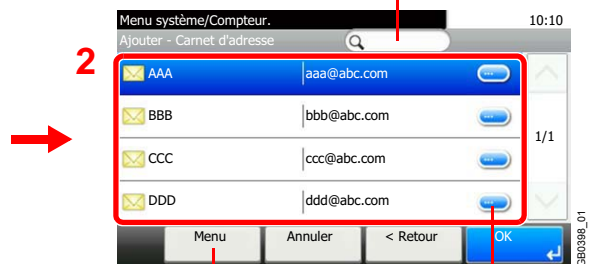 Menu système/Compteur. 10:10
Ajouter - Carnet d'adresse
2
AAA aaa@abc.com
BBB bbb@abc.com
1/1
CCC ccc@abc.com
DDD ddd@abc.com
Menu Annuler < Retour OK
GB0398_01